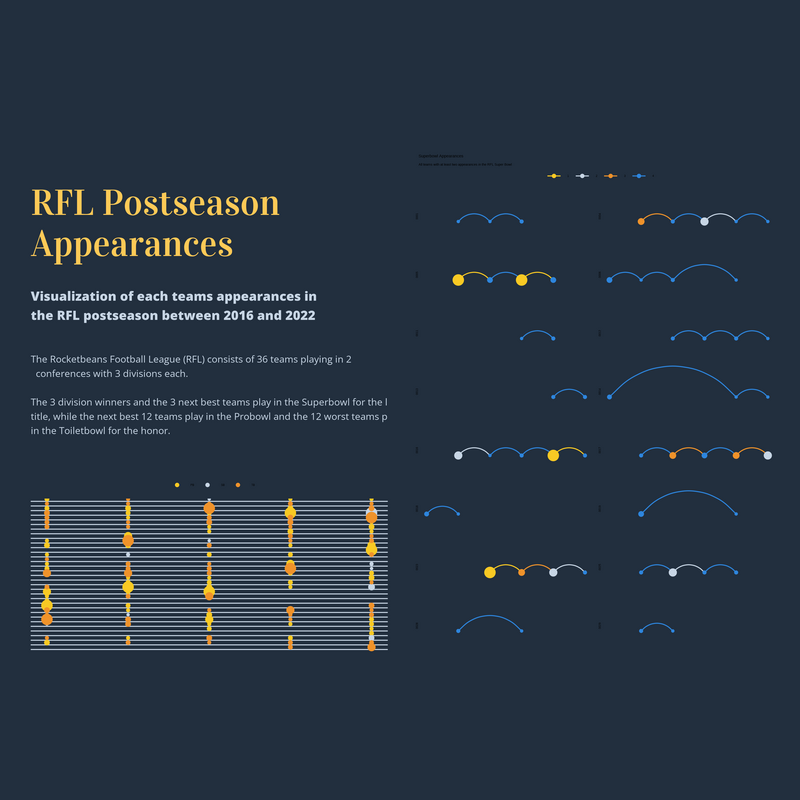 RFL Postseason
Appearances
Visualization of each teams appearances in
the RFL postseason between 2016 and 2022
The Rocketbeans Football League (RFL) consists of 36 teams playing in 2
conferences with 3 divisions each.
The 3 division winners and the 3 next best teams play in the Superbowl for the l
title, while the next best 12 teams play in the Probowl and the 12 worst teams p
in the Toiletbowl for the honor.